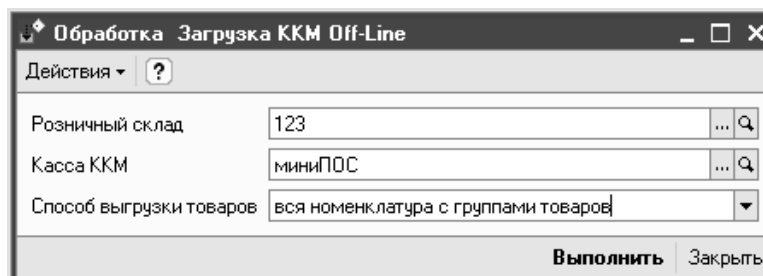 Обработка Загрузка ККМ Off-Line
Действия
?
Розничный склад 123 ...
Касса ККМ миниПОС ...
Способ выгрузки товаров вся номенклатура с группами товаров
Выполнить Закрыть